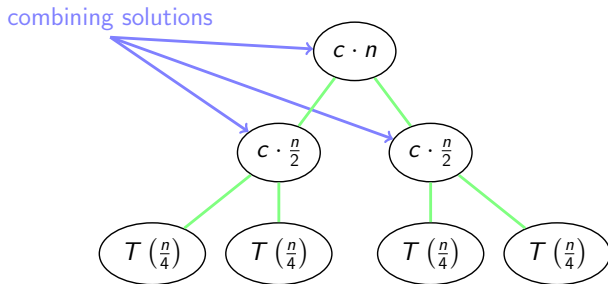 combining solutions
c · n
c · n/2
c · n/2
T (n/4)
T (n/4)
T (n/4)
T (n/4)